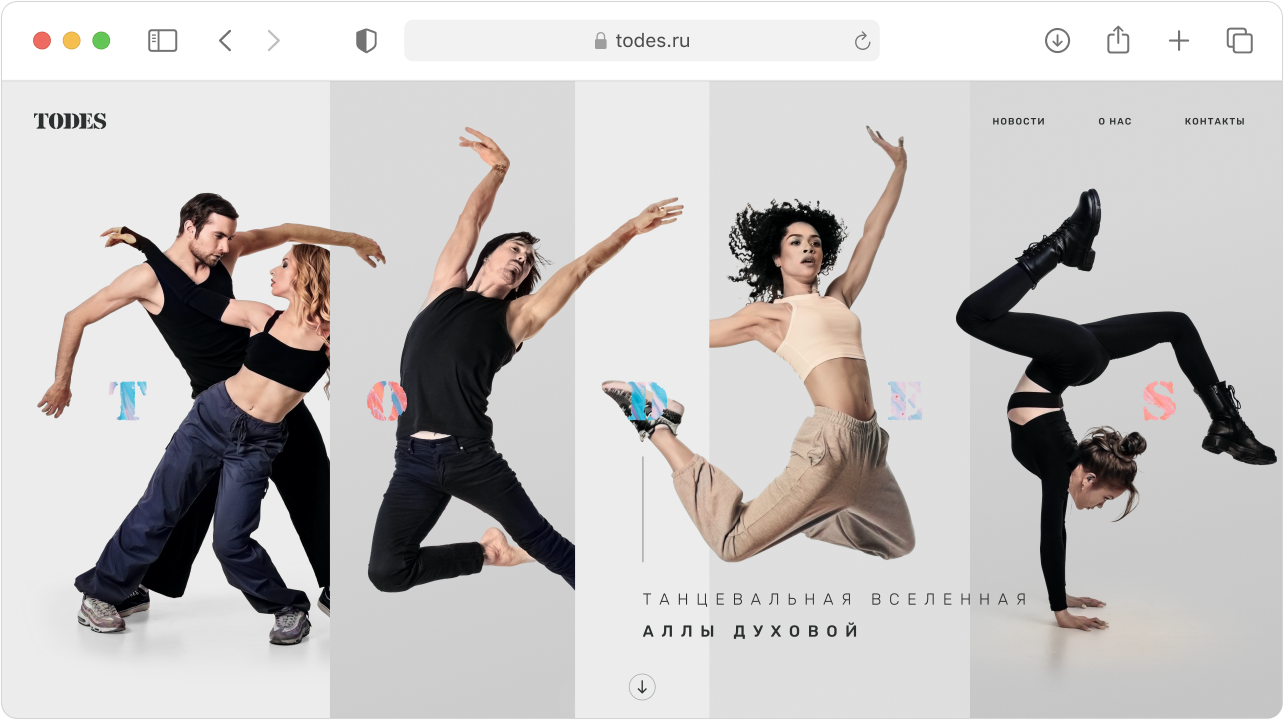 todes.ru
TODES
НОВОСТИ О НАС КОНТАКТЫ
T O D E S
ТАНЦЕВАЛЬНАЯ ВСЕЛЕННАЯ
АЛЛЫ ДУХОВОЙ